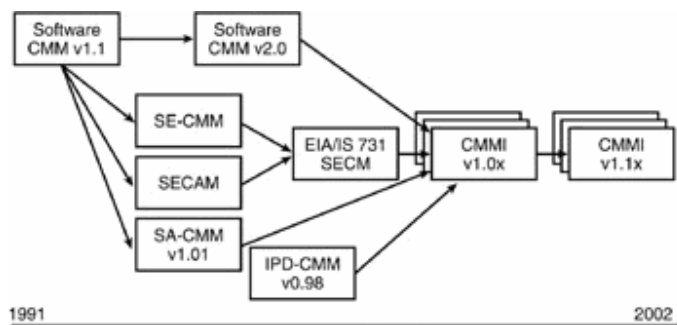 Software
CMM v1.1
Software
CMM v2.0
SE-CMM
EIA/IS 731
SECM
CMMI
v1.0x
CMMI
v1.1x
SECAM
SA-CMM
v1.01
IPD-CMM
v0.98
1991
2002